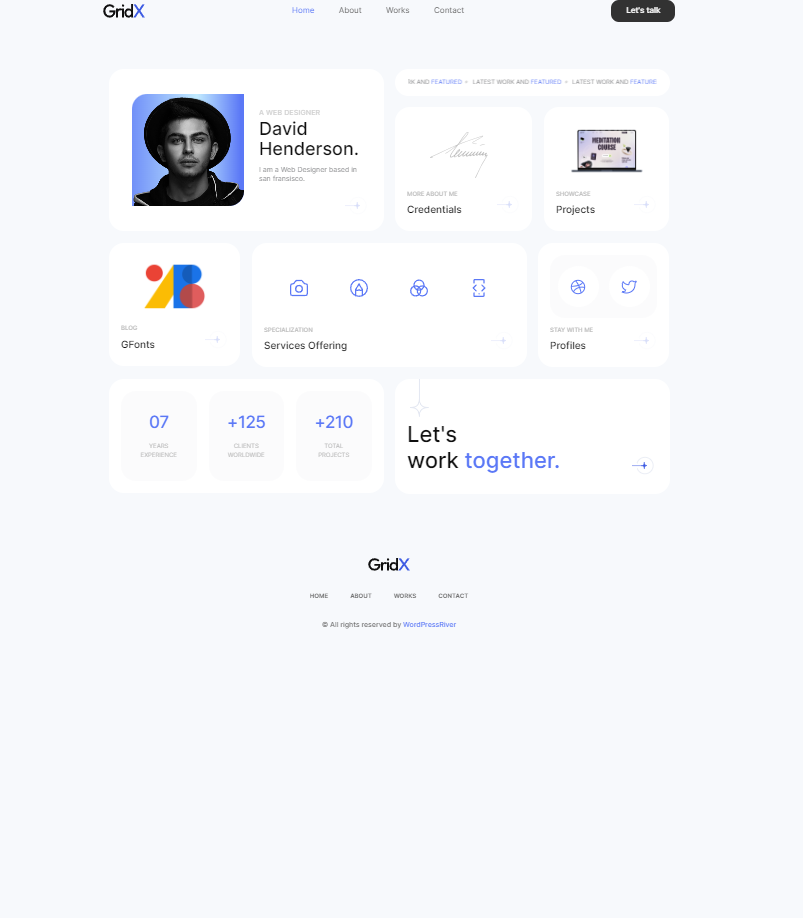 GridX
Home
About
Works
Contact
Let's talk
A WEB DESIGNER
David
Henderson.
I am a Web Designer based in
san fransisco.
AND FEATURED
LATEST WORK AND FEATURED
LATEST WORK AND FEATURE
MORE ABOUT ME
Credentials
MEDITATION
COURSE
SHOWCASE
Projects
BLOG
GFonts
SPECIALIZATION
Services Offering
STAY WITH ME
Profiles
07
YEARS
EXPERIENCE
+125
CLIENTS
WORLDWIDE
+210
TOTAL
PROJECTS
Let's
work together.
GridX
HOME
ABOUT
WORKS
CONTACT
© All rights reserved by WordPressRiver